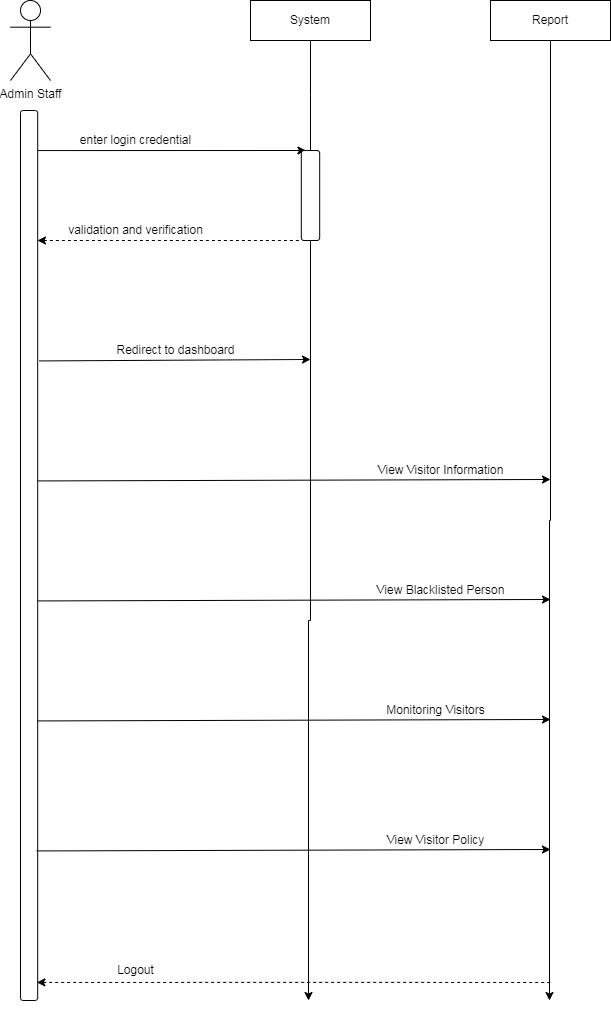 System
Report
Admin Staff
enter login credential
validation and verification
Redirect to dashboard
View Visitor Information
View Blacklisted Person
Monitoring Visitors
View Visitor Policy
Logout